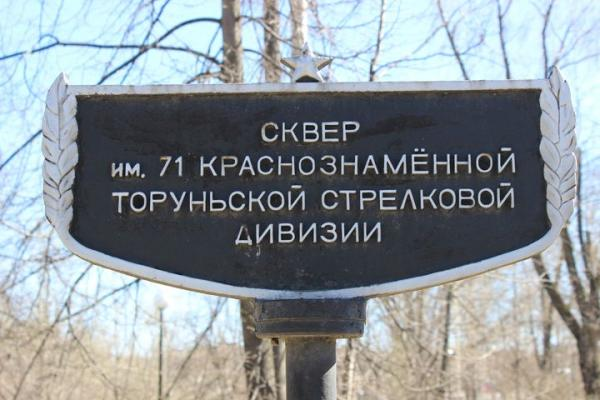 СКВЕР
им. 71 КРАСНОЗНАМЁННОЙ
ТОРУНЬСКОЙ СТРЕЛКОВОЙ
ДИВИЗИИ